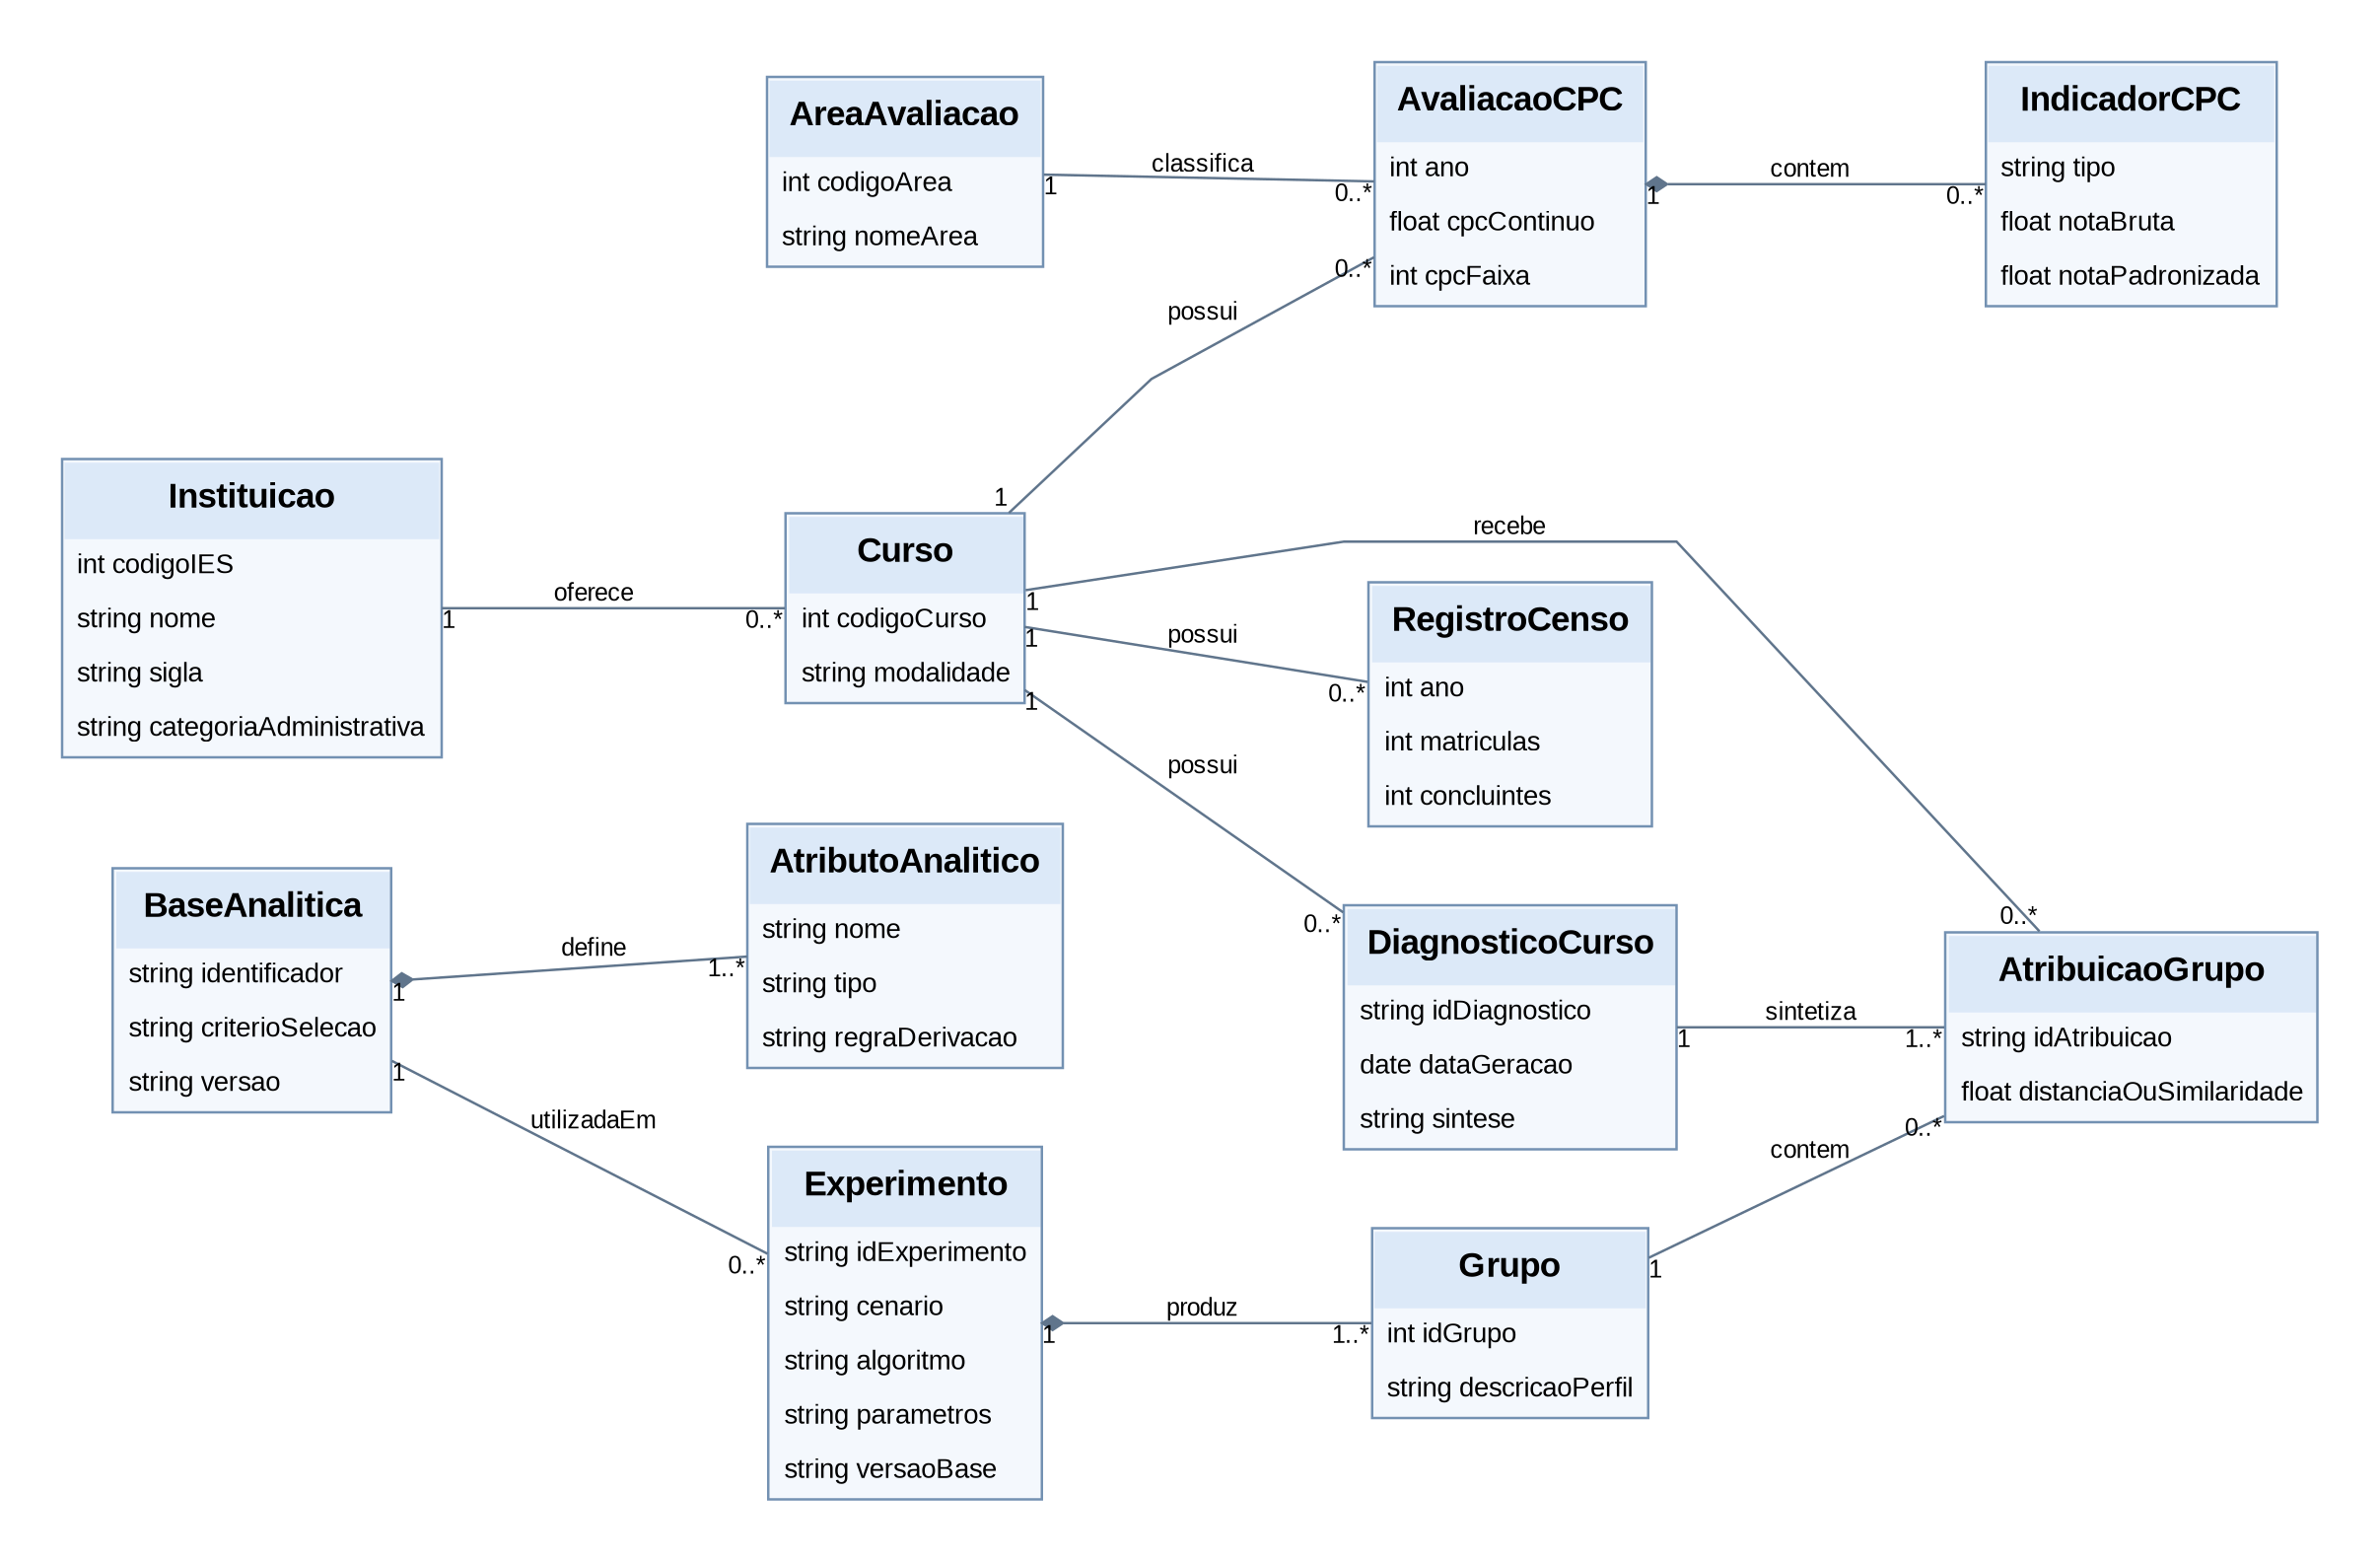 AreaAvaliacao
int codigoArea
string nomeArea
1
classifica
0..*
AvaliacaoCPC
int ano
float cpcContinuo
int cpcFaixa
1
contem
0..*
IndicadorCPC
string tipo
float notaBruta
float notaPadronizada
0..*
possui
1
Instituicao
int codigoIES
string nome
string sigla
string categoriaAdministrativa
1
oferece
0..*
Curso
int codigoCurso
string modalidade
1
recebe
0..*
1
possui
0..*
RegistroCenso
int ano
int matriculas
int concluintes
1
possui
0..*
BaseAnalitica
string identificador
string criterioSelecao
string versao
1
define
1..*
AtributoAnalitico
string nome
string tipo
string regraDerivacao
DiagnosticoCurso
string idDiagnostico
date dataGeracao
string sintese
1
sintetiza
1..*
AtribuicaoGrupo
string idAtribuicao
float distanciaOuSimilaridade
1
utilizadaEm
0..*
Experimento
string idExperimento
string cenario
string algoritmo
string parametros
string versaoBase
1
produz
1..*
Grupo
int idGrupo
string descricaoPerfil
1
contem
0..*